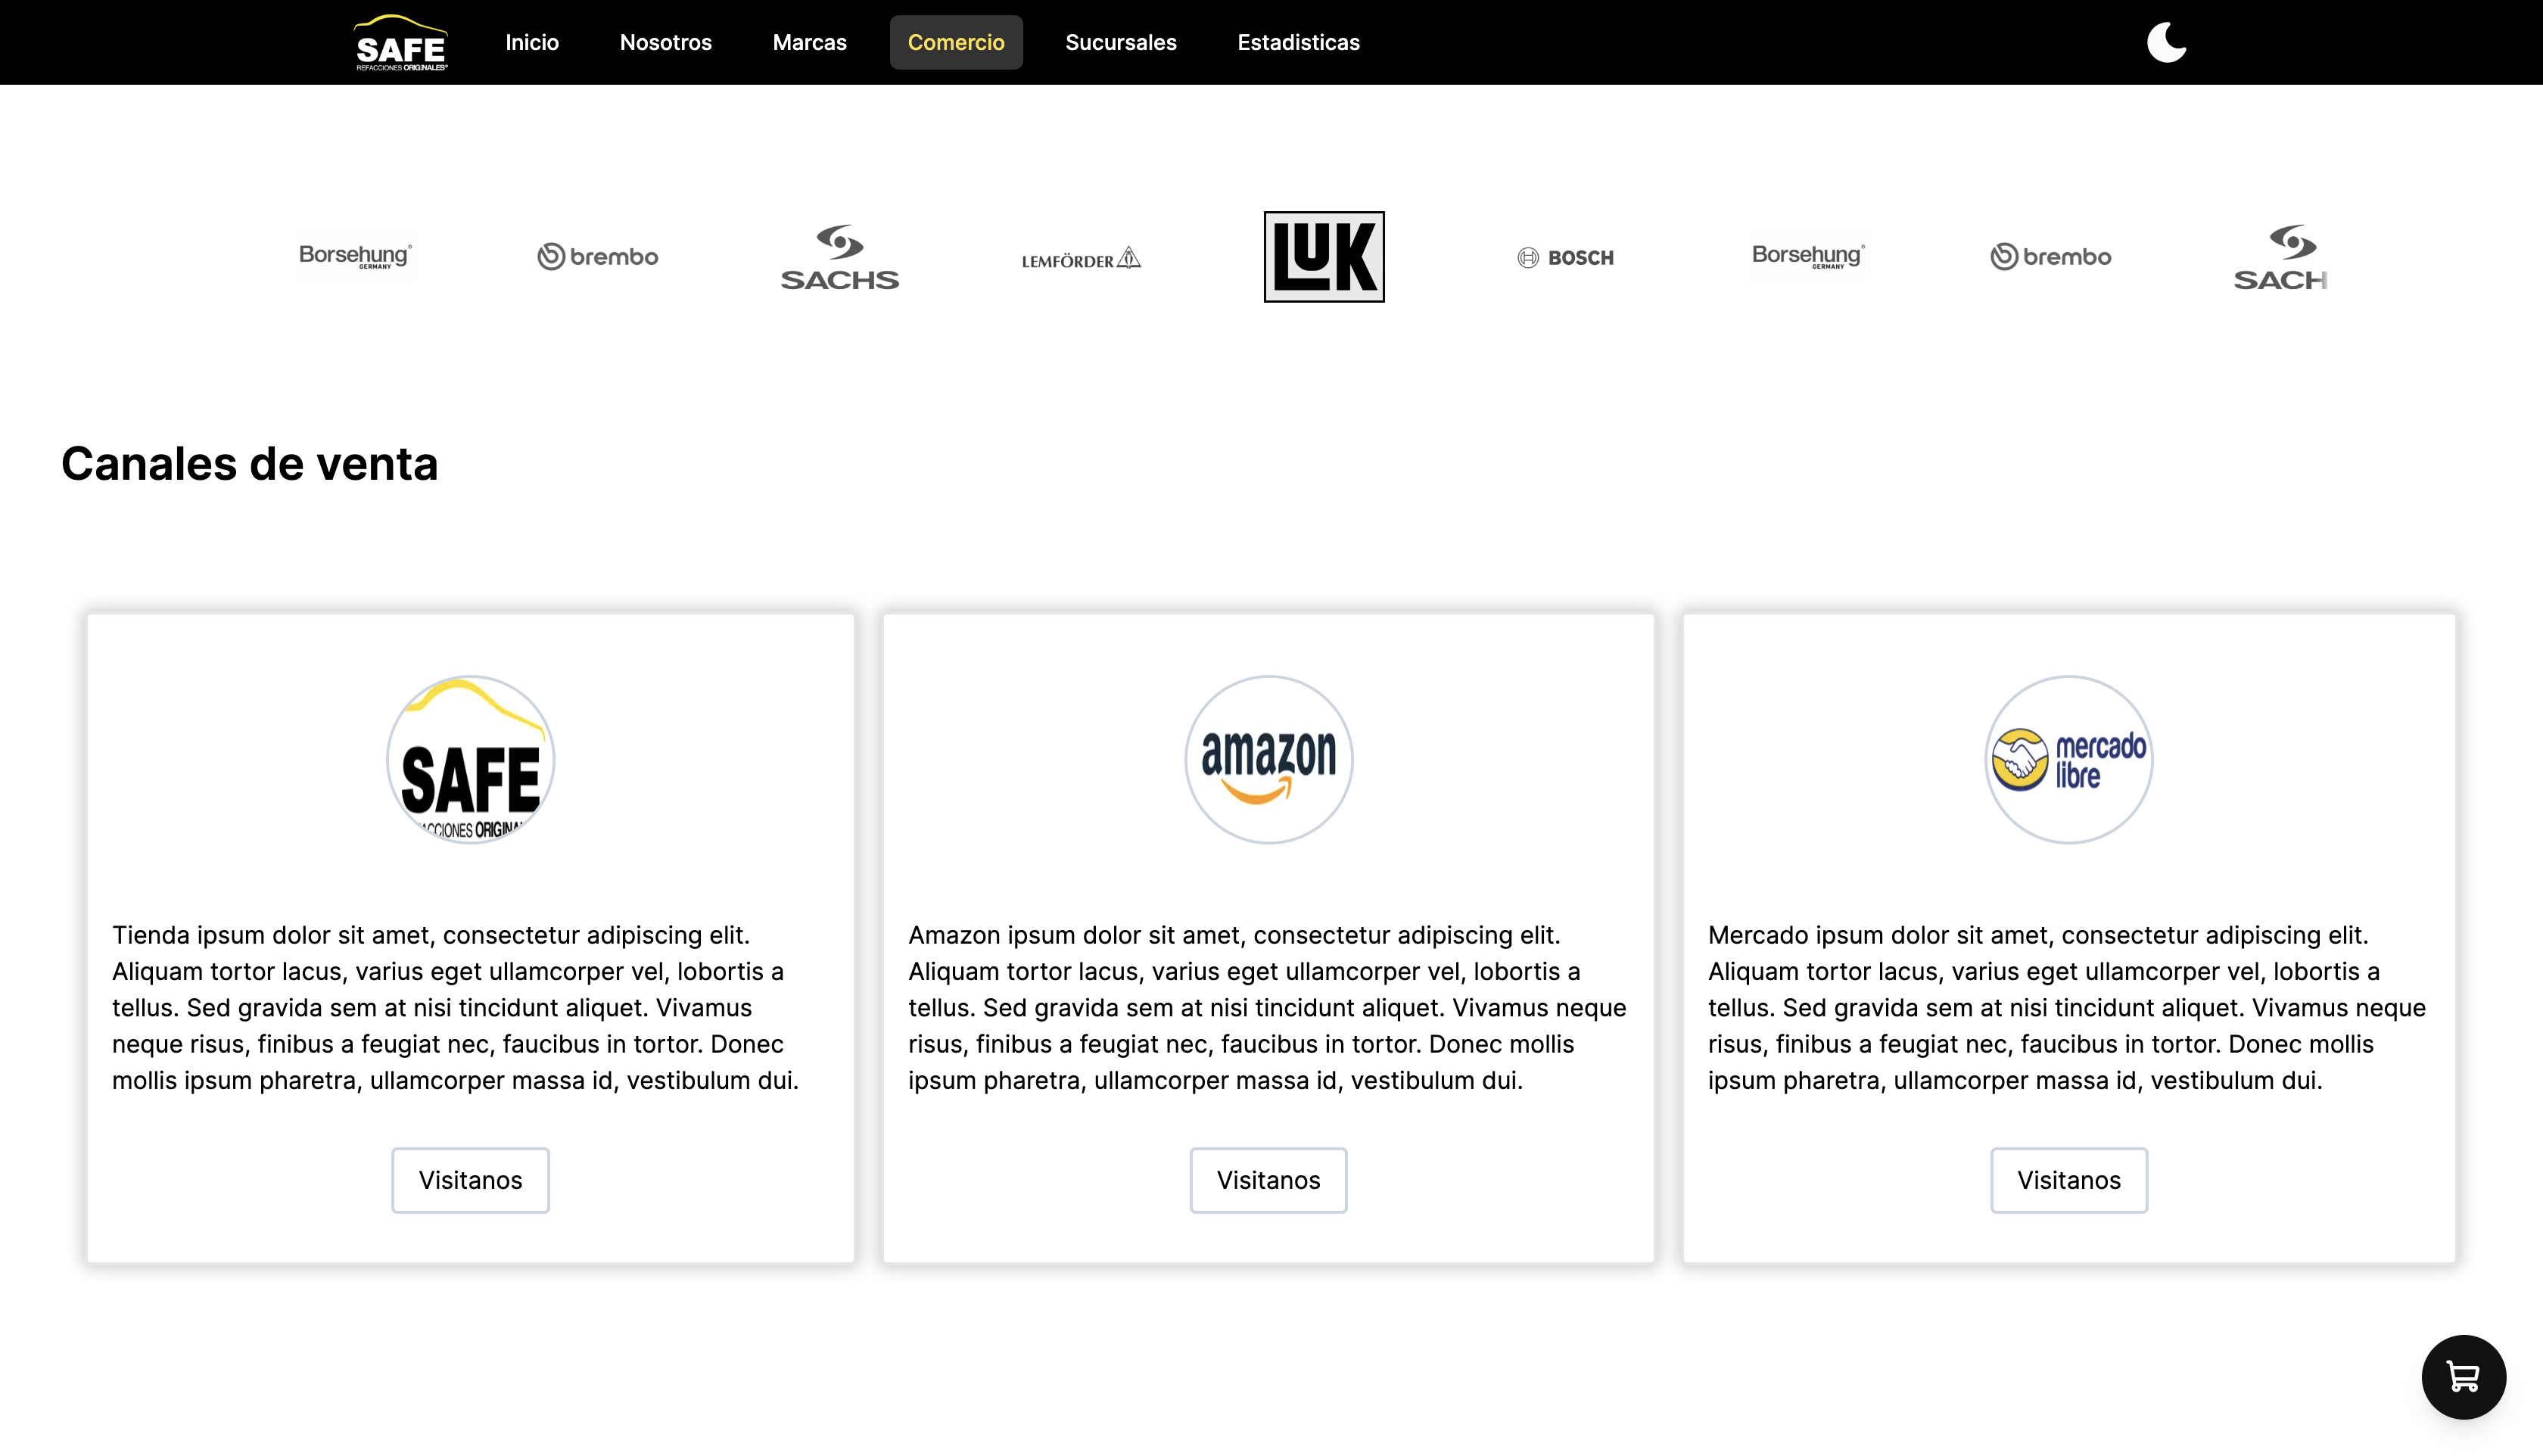 SAFE
REFACCIONES ORIGINALES
Inicio
Nosotros
Marcas
Comercio
Sucursales
Estadisticas
Borsehung®
GERMANY
brembo
SACHS
LEMFÖRDER
LUK
BOSCH
Borsehung®
GERMANY
brembo
SACH
Canales de venta
SAFE
ACCIONES ORIGINA
Tienda ipsum dolor sit amet, consectetur adipiscing elit.
Aliquam tortor lacus, varius eget ullamcorper vel, lobortis a
tellus. Sed gravida sem at nisi tincidunt aliquet. Vivamus
neque risus, finibus a feugiat nec, faucibus in tortor. Donec
mollis ipsum pharetra, ullamcorper massa id, vestibulum dui.
Visitanos
amazon
Amazon ipsum dolor sit amet, consectetur adipiscing elit.
Aliquam tortor lacus, varius eget ullamcorper vel, lobortis a
tellus. Sed gravida sem at nisi tincidunt aliquet. Vivamus neque
risus, finibus a feugiat nec, faucibus in tortor. Donec mollis
ipsum pharetra, ullamcorper massa id, vestibulum dui.
Visitanos
mercado
libre
Mercado ipsum dolor sit amet, consectetur adipiscing elit.
Aliquam tortor lacus, varius eget ullamcorper vel, lobortis a
tellus. Sed gravida sem at nisi tincidunt aliquet. Vivamus neque
risus, finibus a feugiat nec, faucibus in tortor. Donec mollis
ipsum pharetra, ullamcorper massa id, vestibulum dui.
Visitanos